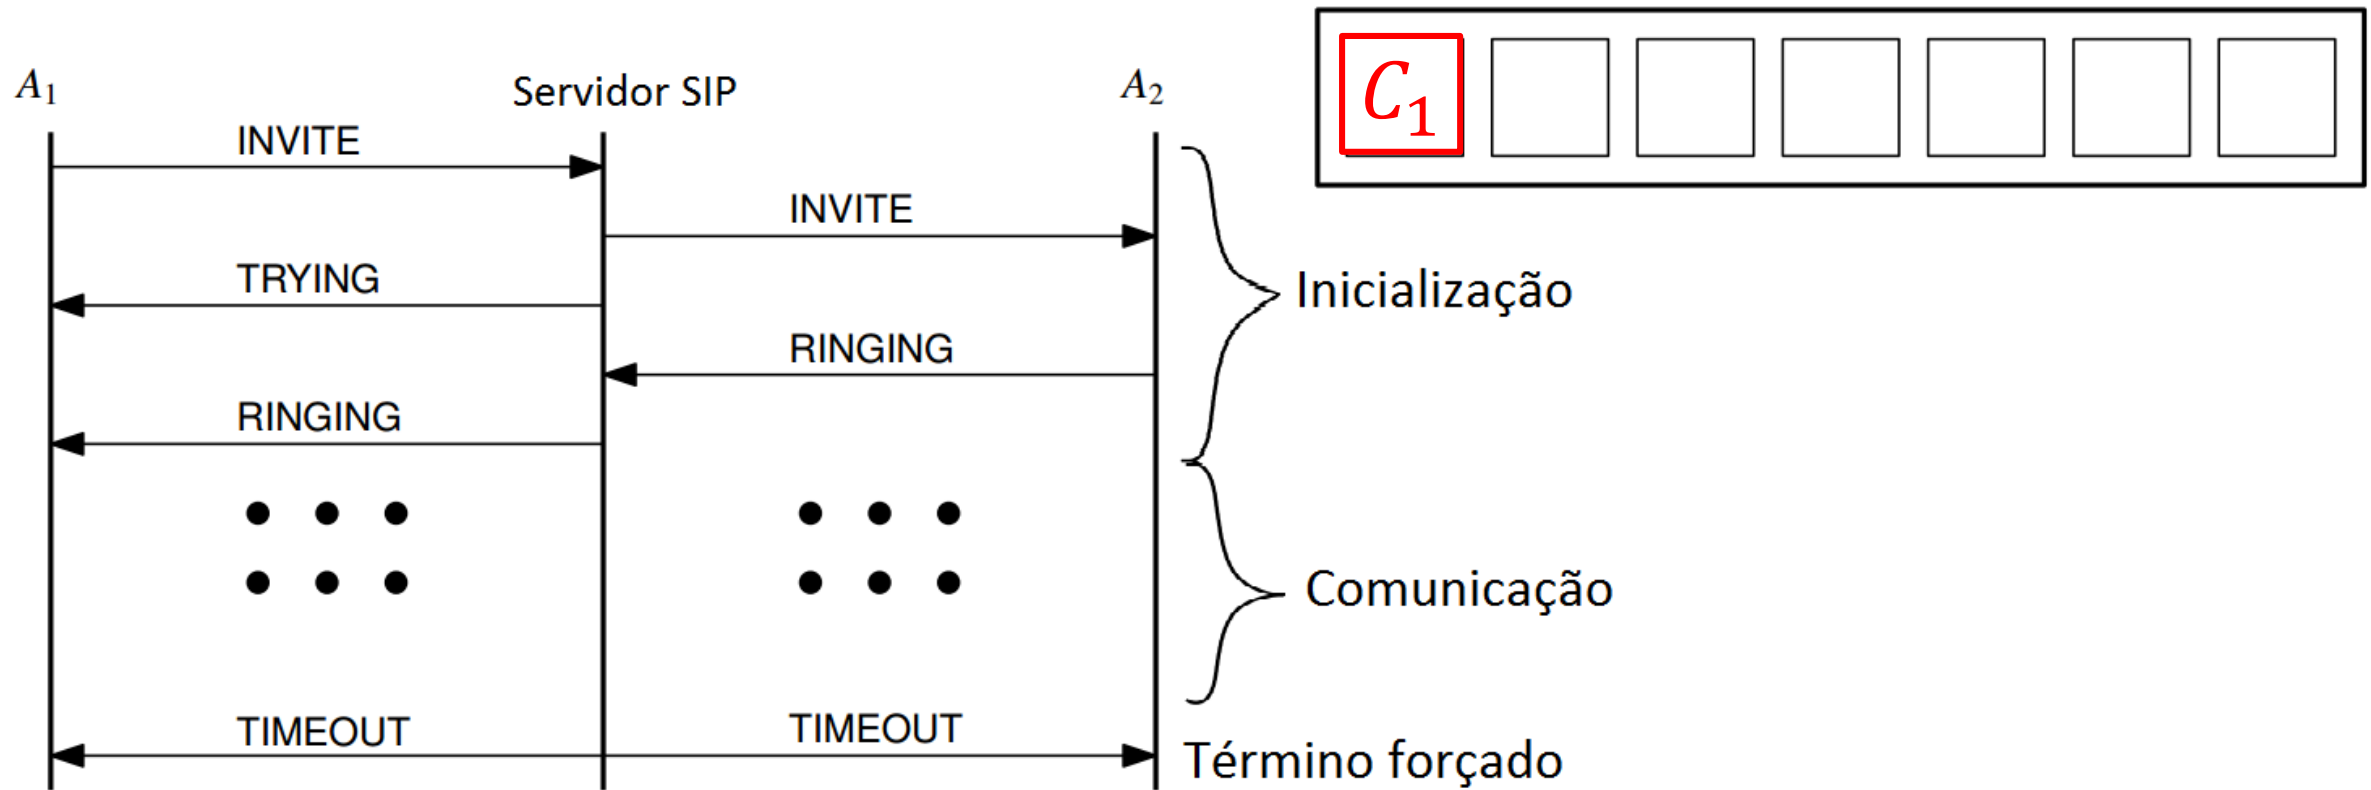 A₁
Servidor SIP
A₂
C₁
INVITE
INVITE
TRYING
Inicialização
RINGING
RINGING
Comunicação
TIMEOUT
TIMEOUT
Término forçado